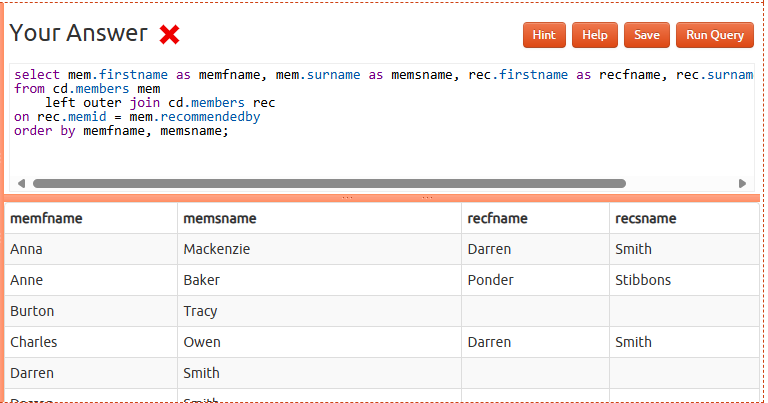 Your Answer
Hint Help Save Run Query
select mem.firstname as memfname, mem.surname as memsname, rec.firstname as recfname, rec.surnam
from cd.members mem
left outer join cd.members rec
on rec.memid = mem.recommendedby
order by memfname, memsname;
memfname memsname recfname recsname
Anna Mackenzie Darren Smith
Anne Baker Ponder Stibbons
Burton Tracy
Charles Owen Darren Smith
Darren Smith
Darren Smith